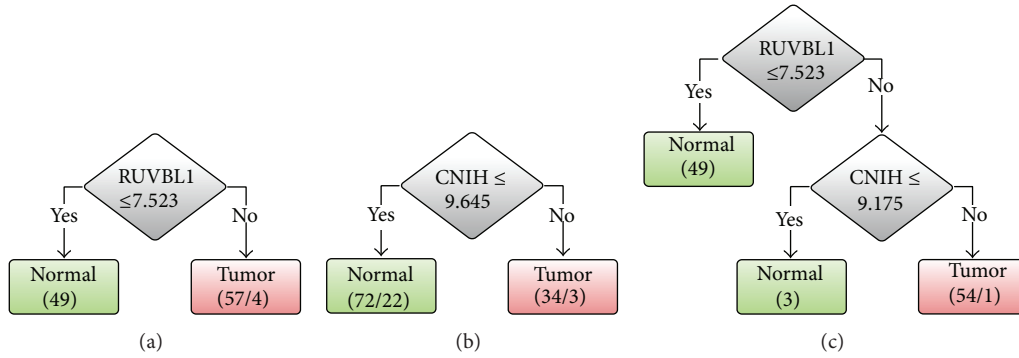 RUVBL1
≤7.523
Yes
No
Normal
(49)
Tumor
(57/4)
(a)
CNIH ≤
9.645
Yes
No
Normal
(72/22)
Tumor
(34/3)
(b)
RUVBL1
≤7.523
Yes
No
Normal
(49)
CNIH ≤
9.175
Yes
No
Normal
(3)
Tumor
(54/1)
(c)